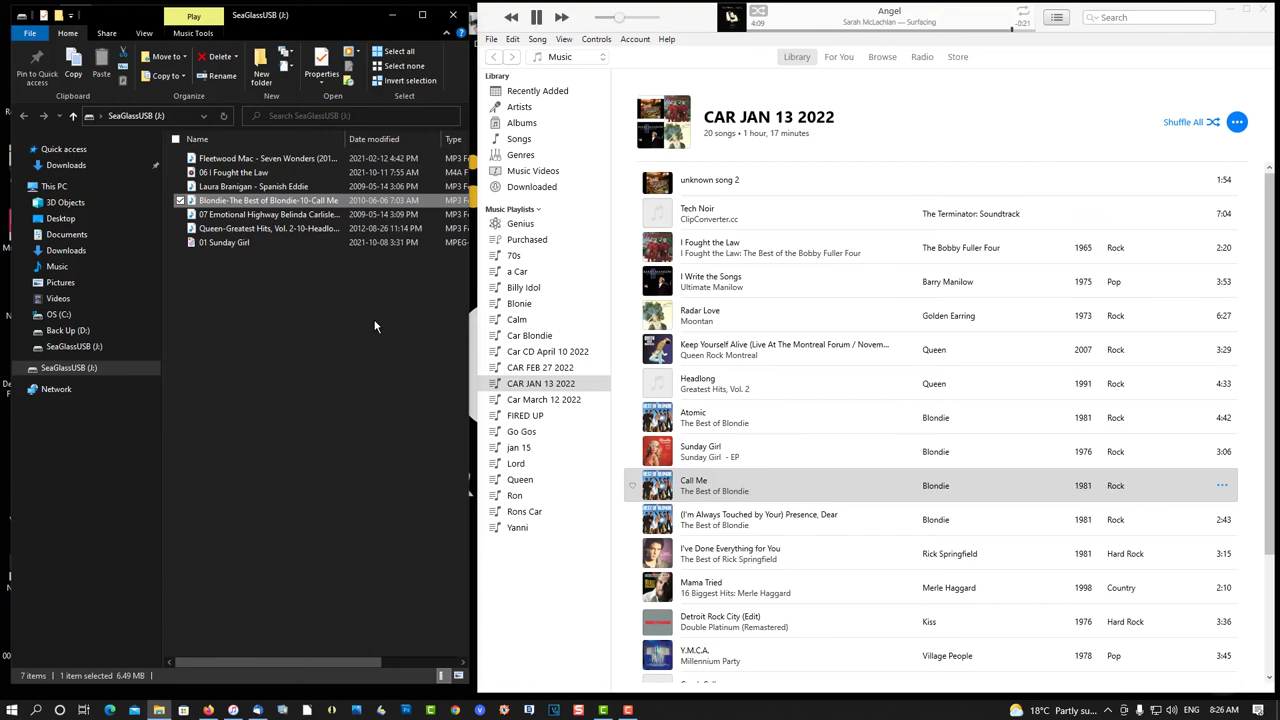 Play
SeaGlassUSB (J:)
File
Home
Share
View
Music Tools
Pin to Quick access
Copy
Paste
Clipboard
Move to
Copy to
Delete
Rename
Organize
New folder
New
Properties
Open
Select all
Select none
Invert selection
Select
SeaGlassUSB (J:)
Search SeaGlassUSB (J:)
Quick access
This PC
3D Objects
Desktop
Documents
Downloads
Music
Pictures
Videos
OS (C:)
Back Up (D:)
SeaGlassUSB (J:)
SeaGlassUSB (J:)
Network
Name
Date modified
Type
Fleetwood Mac - Seven Wonders (201...
2021-02-12 4:42 PM
MP3 F
06 I Fought the Law
2021-10-11 7:55 AM
M4A F
Laura Branigan - Spanish Eddie
2009-05-14 3:06 PM
MP3 F
Blondie-The Best of Blondie-10-Call Me
2010-06-06 7:03 AM
MP3 F
07 Emotional Highway Belinda Carlisle...
2009-05-14 3:03 PM
MP3 F
Queen-Greatest Hits, Vol. 2-10-Headlo...
2021-08-26 11:14 PM
MP3 F
01 Sunday Girl
2021-10-08 3:31 PM
MPEG
7 items
1 item selected 6.49 MB
4:09
Angel
Sarah McLachlan — Surfacing
-0:21
Search
File
Edit
Song
View
Controls
Account
Help
Music
Library
For You
Browse
Radio
Store
Library
Recently Added
Artists
Albums
Songs
Genres
Music Videos
Downloaded
Music Playlists
Genius
Purchased
70s
a Car
Billy Idol
Blonie
Calm
Car Blondie
Car CD April 10 2022
CAR FEB 27 2022
CAR JAN 13 2022
Car March 12 2022
FIRED UP
Go Gos
jan 15
Lord
Queen
Ron
Rons Car
Yanni
CAR JAN 13 2022
20 songs • 1 hour, 17 minutes
Shuffle All
unknown song 2
1:54
Tech Noir
ClipConverter.cc
The Terminator: Soundtrack
7:04
I Fought the Law
I Fought the Law: The Best of the Bobby Fuller Four
The Bobby Fuller Four
1965
Rock
2:20
I Write the Songs
Ultimate Manilow
Barry Manilow
1975
Pop
3:53
Radar Love
Moontan
Golden Earring
1973
Rock
6:27
Keep Yourself Alive (Live At The Montreal Forum / Novem...
Queen Rock Montreal
Queen
2007
Rock
3:29
Headlong
Greatest Hits, Vol. 2
Queen
1991
Rock
4:33
Atomic
The Best of Blondie
Blondie
1981
Rock
4:42
Sunday Girl
Sunday Girl - EP
Blondie
1976
Rock
3:06
Call Me
The Best of Blondie
Blondie
1981
Rock
(I'm Always Touched by Your) Presence, Dear
The Best of Blondie
Blondie
1981
Rock
2:43
I've Done Everything for You
The Best of Rick Springfield
Rick Springfield
1981
Hard Rock
3:15
Mama Tried
16 Biggest Hits: Merle Haggard
Merle Haggard
1998
Country
2:10
Detroit Rock City (Edit)
Double Platinum (Remastered)
Kiss
1976
Hard Rock
3:36
Y.M.C.A.
Millennium Party
Village People
1978
Pop
3:45
18°C Partly su...
ENG
8:26 AM